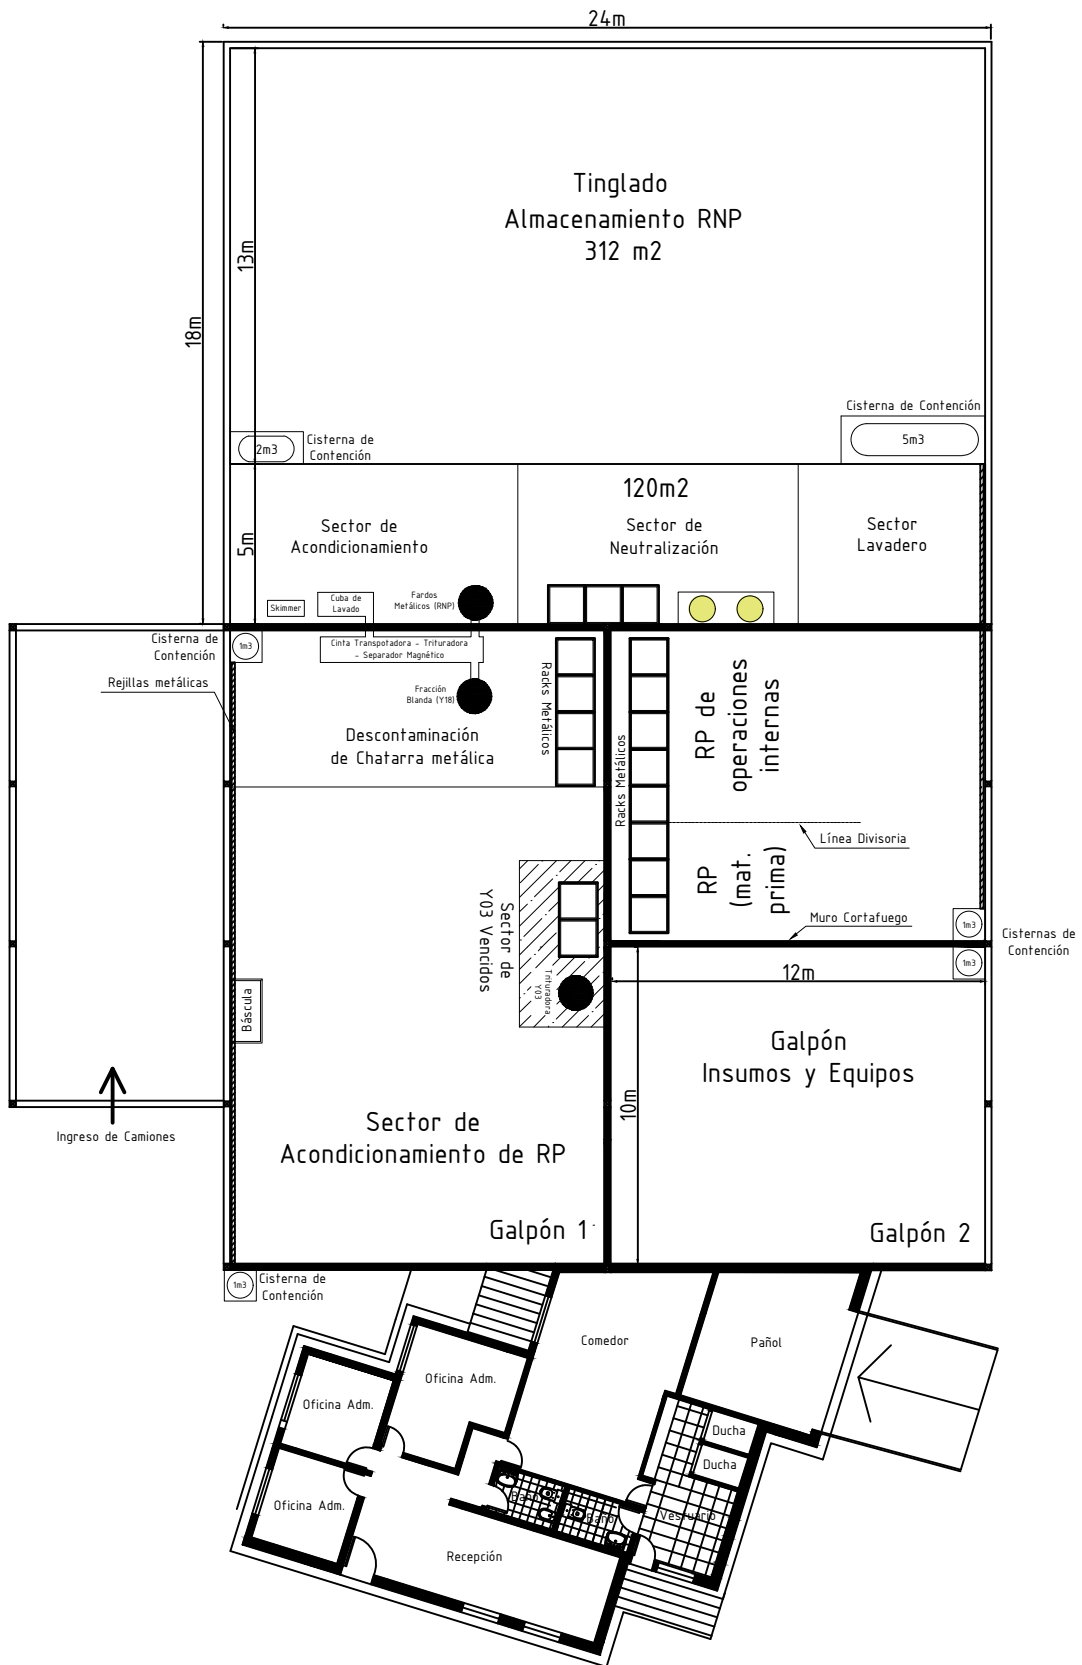 24m
18m
13m
Tinglado
Almacenamiento RNP
312 m2
Cisterna de Contención
5m3
2m3
Cisterna de
Contención
5m
120m2
Sector de
Acondicionamiento
Sector de
Neutralización
Sector
Lavadero
Skimmer
Cuba de
Lavado
Fardos
Metálicos (RNP)
Cisterna de
Contención
1m3
Cinta Transpotadora - Trituradora
- Separador Magnético
Rejillas metálicas
Fracción
Blanda (Y18)
Racks Metálicos
Descontaminación
de Chatarra metálica
Racks Metálicos
RP de
operaciones
internas
Línea Divisoria
RP
(mat.
prima)
Muro Cortafuego
Sector de
Y03 Vencidos
Trituradora
Y03
1m3
Cisternas de
Contención
1m3
Báscula
12m
10m
Galpón
Insumos y Equipos
Ingreso de Camiones
Sector de
Acondicionamiento de RP
Galpón 1
Galpón 2
1m3
Cisterna de
Contención
Comedor
Pañol
Oficina Adm.
Oficina Adm.
Oficina Adm.
Ducha
Ducha
Baño
Baño
Vestuario
Recepción